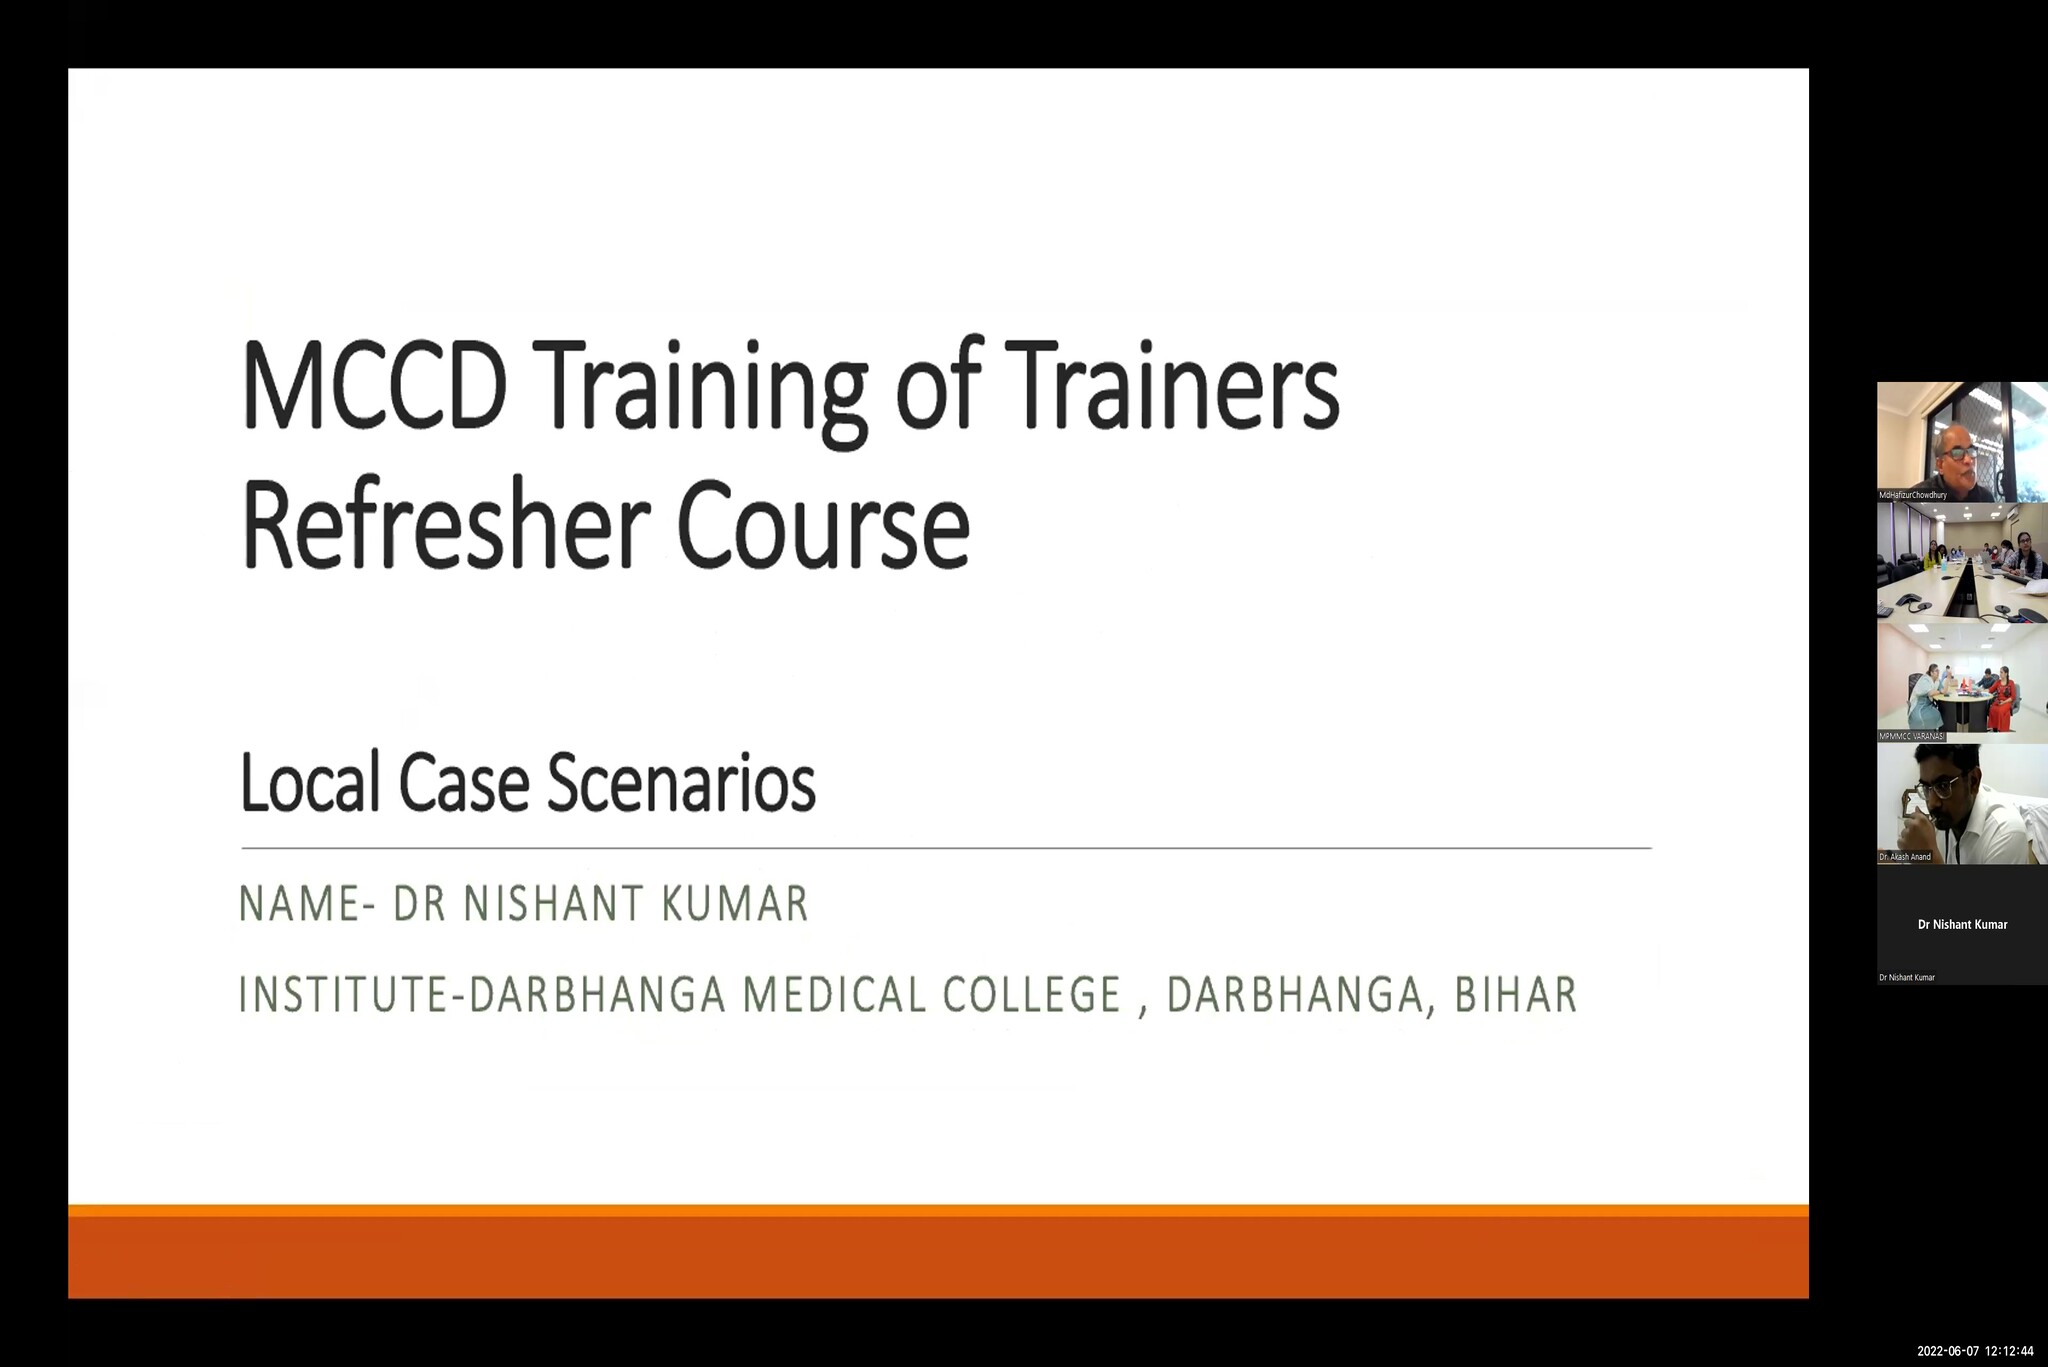 MCCD Training of Trainers
Refresher Course
Local Case Scenarios
NAME- DR NISHANT KUMAR
INSTITUTE-DARBHANGA MEDICAL COLLEGE , DARBHANGA, BIHAR
MdHafizurChowdhury
MPMMCC VARANASI
Dr. Akash Anand
Dr Nishant Kumar
Dr Nishant Kumar
2022-06-07 12:12:44